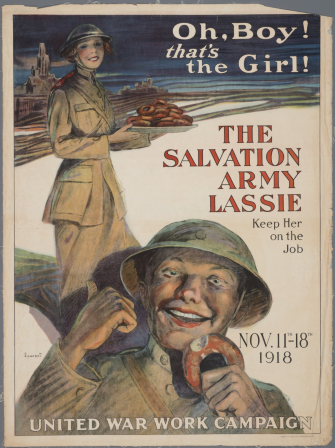 Oh, Boy!
that's
the Girl!
THE
SALVATION
ARMY
LASSIE
Keep Her
on the
Job
NOV. 11TH-18TH
1918
UNITED WAR WORK CAMPAIGN